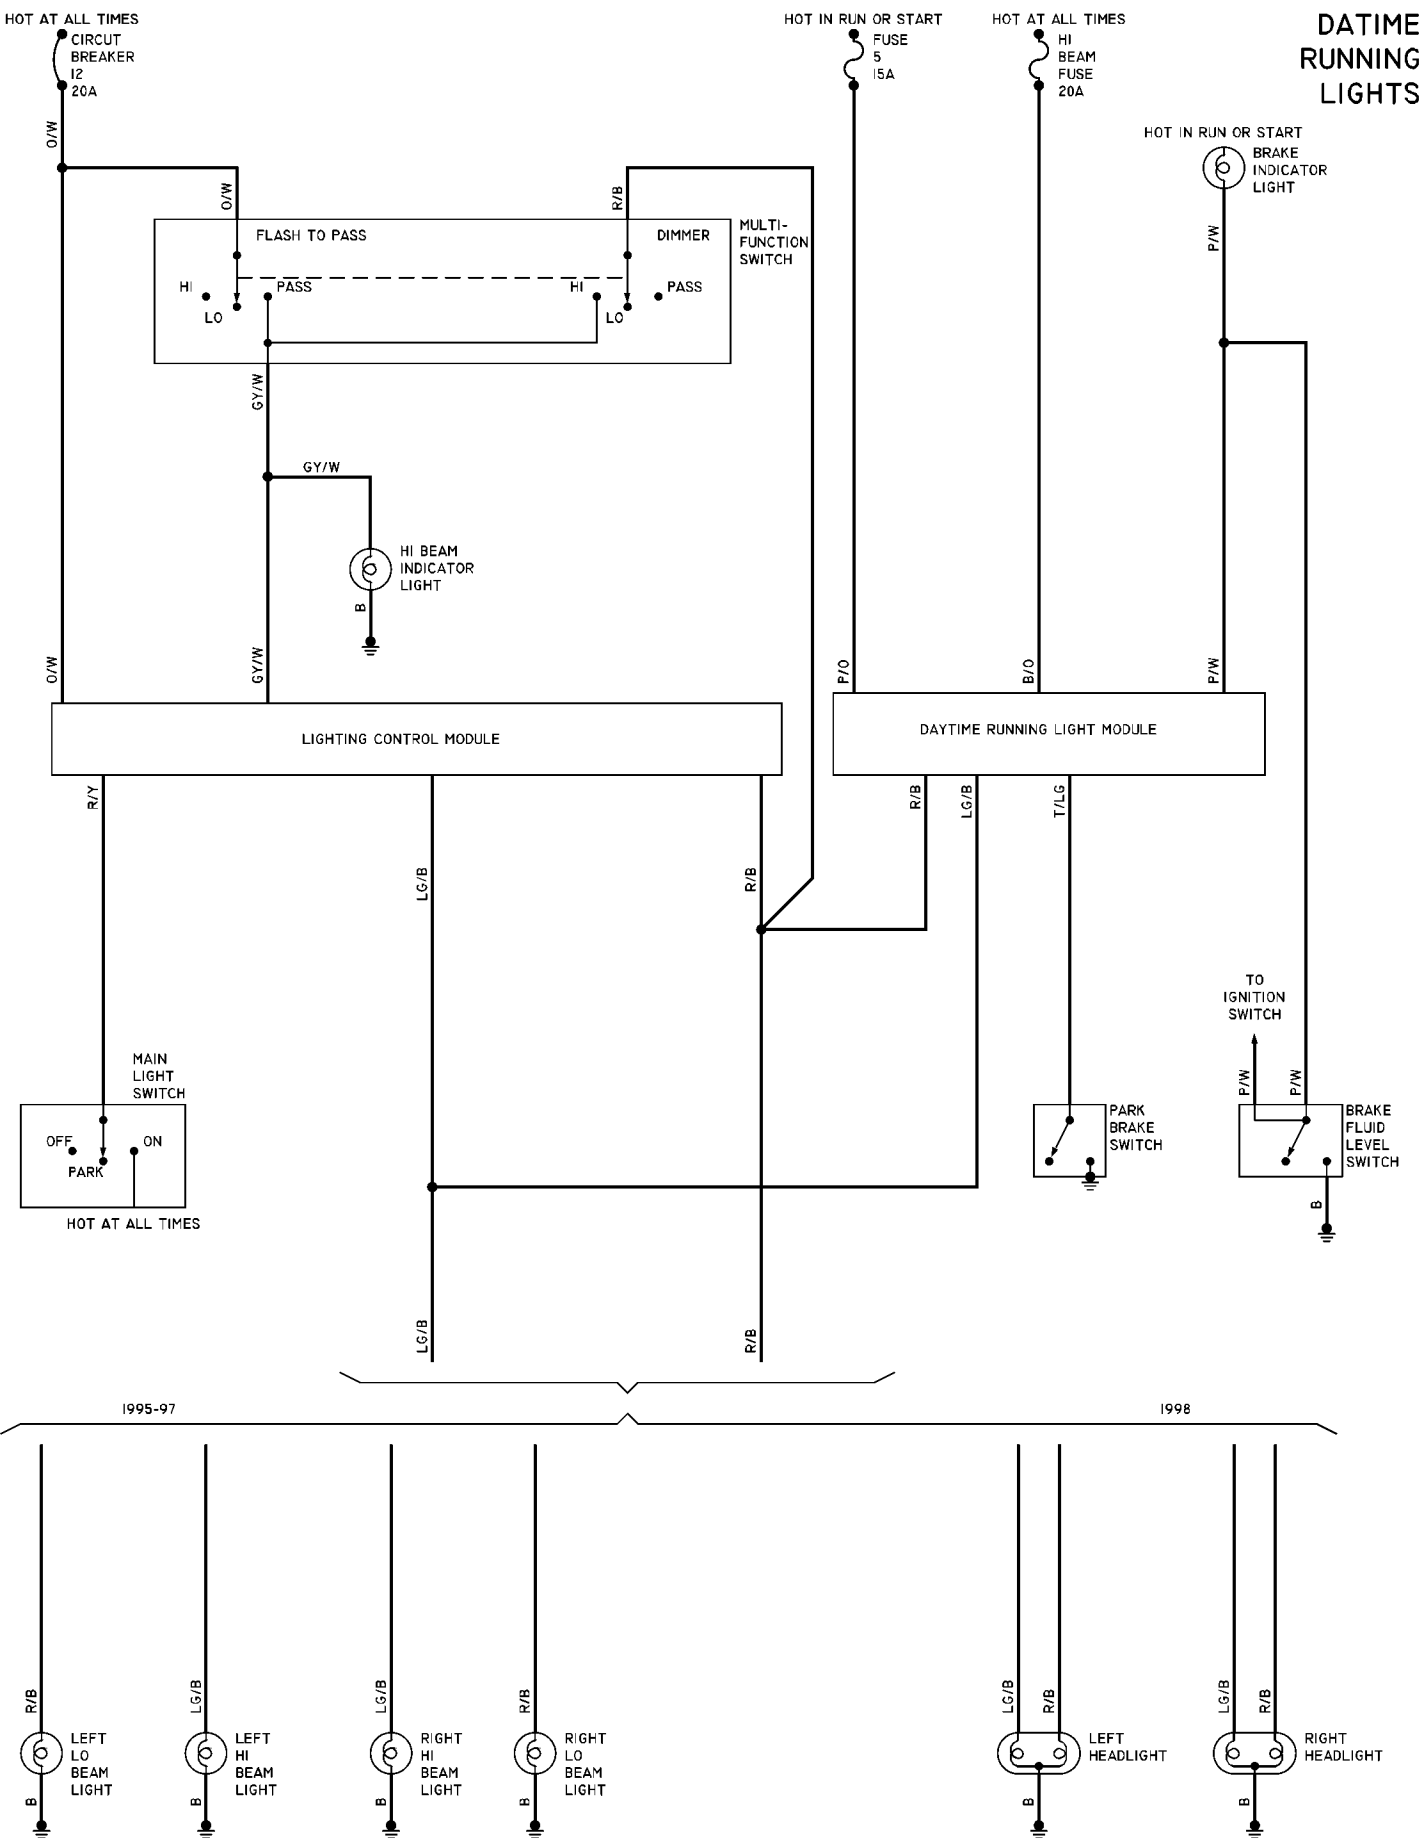 HOT AT ALL TIMES
CIRCUT
BREAKER
12
20A
HOT IN RUN OR START
FUSE
5
15A
HOT AT ALL TIMES
HI
BEAM
FUSE
20A
DATIME
RUNNING
LIGHTS
HOT IN RUN OR START
BRAKE
INDICATOR
LIGHT
O/W
O/W
R/B
P/W
FLASH TO PASS
DIMMER
MULTI-
FUNCTION
SWITCH
HI
LO
PASS
HI
LO
PASS
GY/W
GY/W
HI BEAM
INDICATOR
LIGHT
B
O/W
GY/W
P/O
B/O
P/W
LIGHTING CONTROL MODULE
DAYTIME RUNNING LIGHT MODULE
R/Y
LG/B
R/B
R/B
LG/B
T/LG
TO
IGNITION
SWITCH
P/W
P/W
MAIN
LIGHT
SWITCH
OFF
PARK
ON
HOT AT ALL TIMES
PARK
BRAKE
SWITCH
BRAKE
FLUID
LEVEL
SWITCH
B
LG/B
R/B
1995-97
1998
R/B
LG/B
LG/B
R/B
LG/B
R/B
LG/B
R/B
LEFT
LO
BEAM
LIGHT
LEFT
HI
BEAM
LIGHT
RIGHT
HI
BEAM
LIGHT
RIGHT
LO
BEAM
LIGHT
LEFT
HEADLIGHT
RIGHT
HEADLIGHT
B
B
B
B
B
B